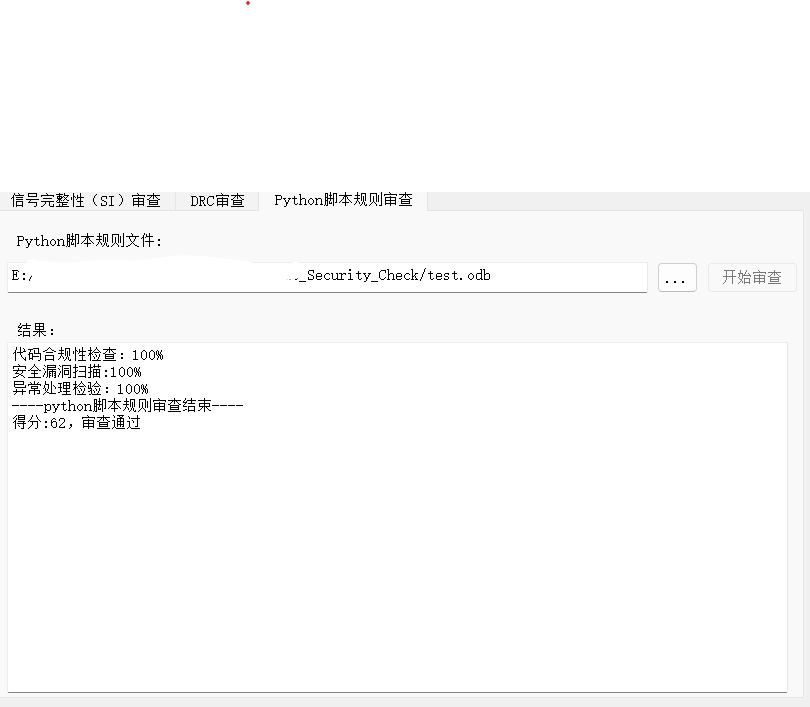 信号完整性（SI）审查 DRC审查 Python脚本规则审查
Python脚本规则文件:
E:/ _Security_Check/test.odb ... 开始审查
结果:
代码合规性检查: 100%
安全漏洞扫描:100%
异常处理检验: 100%
----python脚本规则审查结束----
得分:62, 审查通过